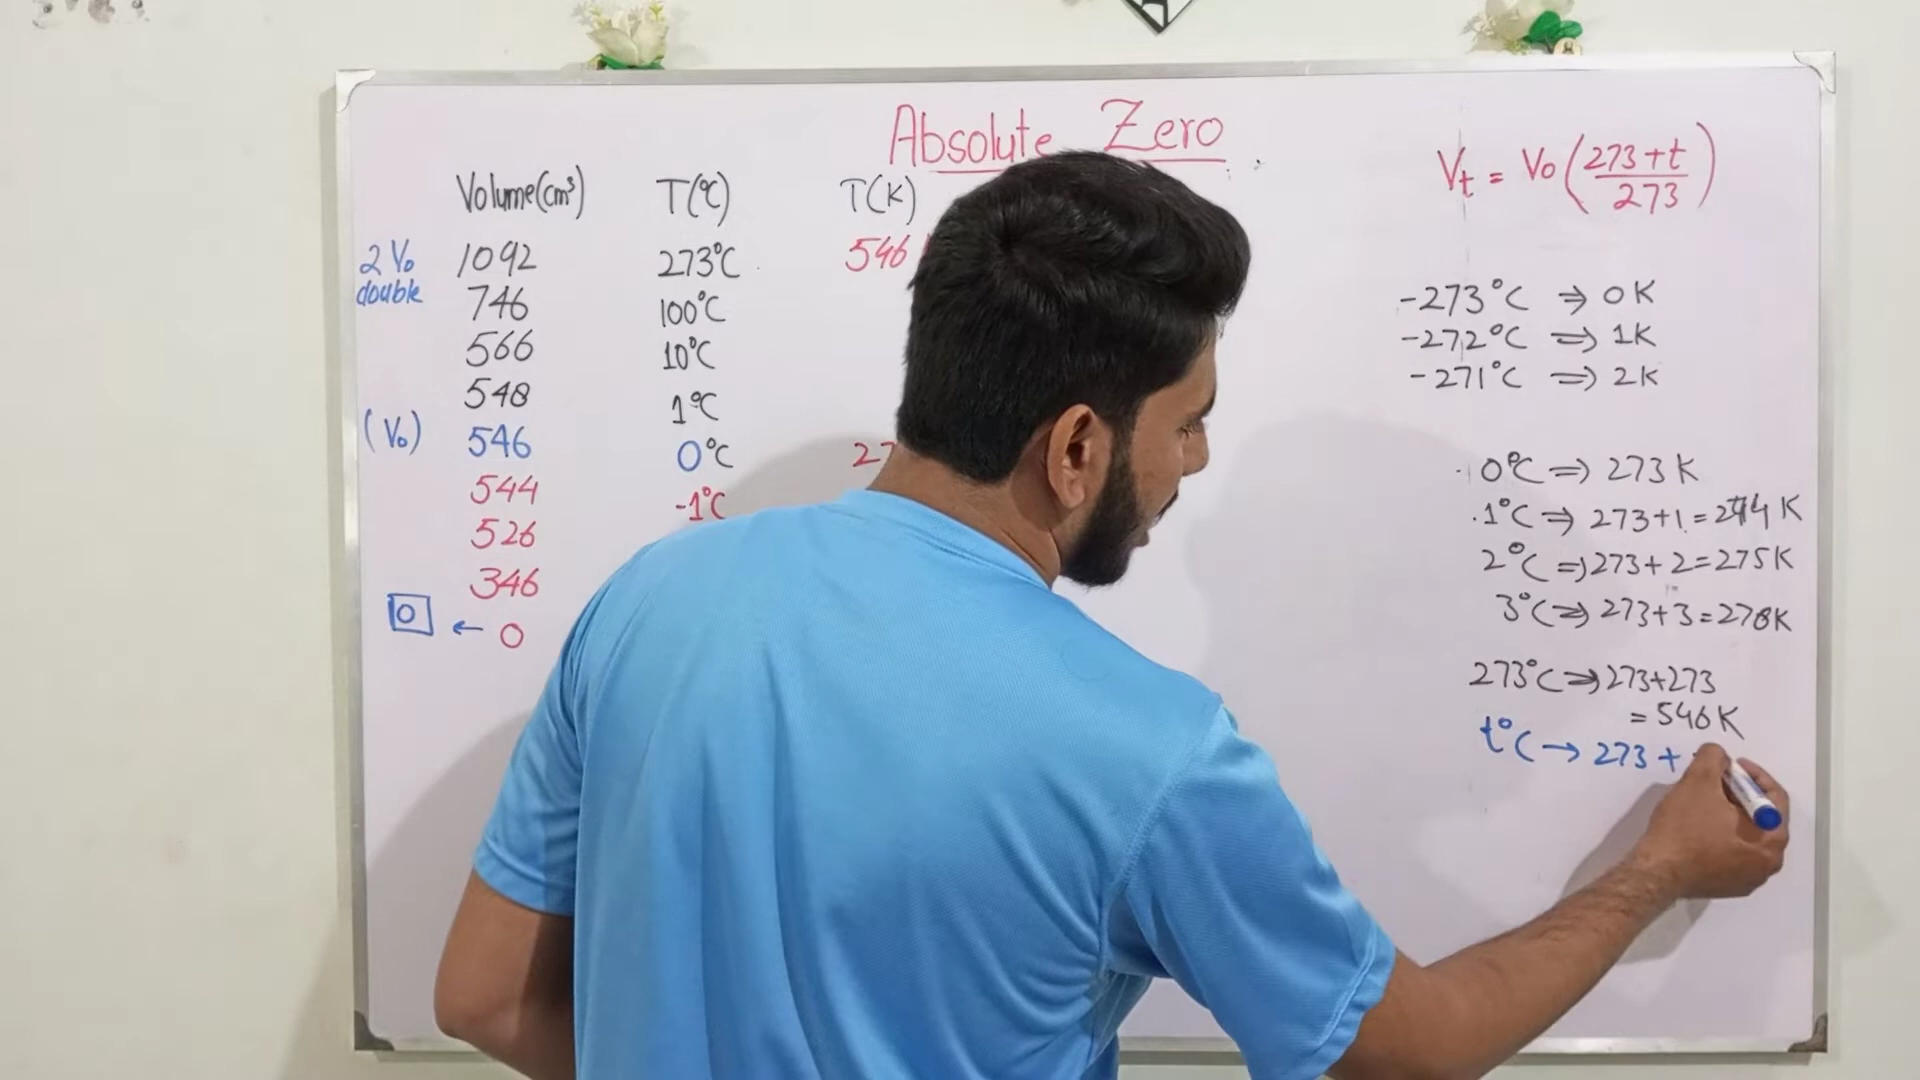 Absolute Zero
Volume(cm³) T(°C) T(K)
2 V₀ 1092 273°C 546
double
746 100°C
566 10°C
548 1°C
(V₀) 546 0°C
544 -1°C
526
346
0 ← 0
Vt = V₀ (273+t / 273)
-273°C ⇒ 0K
-272°C ⇒ 1K
-271°C ⇒ 2K
0°C ⇒ 273 K
1°C ⇒ 273+1 = 274 K
2°C ⇒ 273+2 = 275K
3°C ⇒ 273+3 = 276K
273°C ⇒ 273+273
= 546K
t°C → 273 +